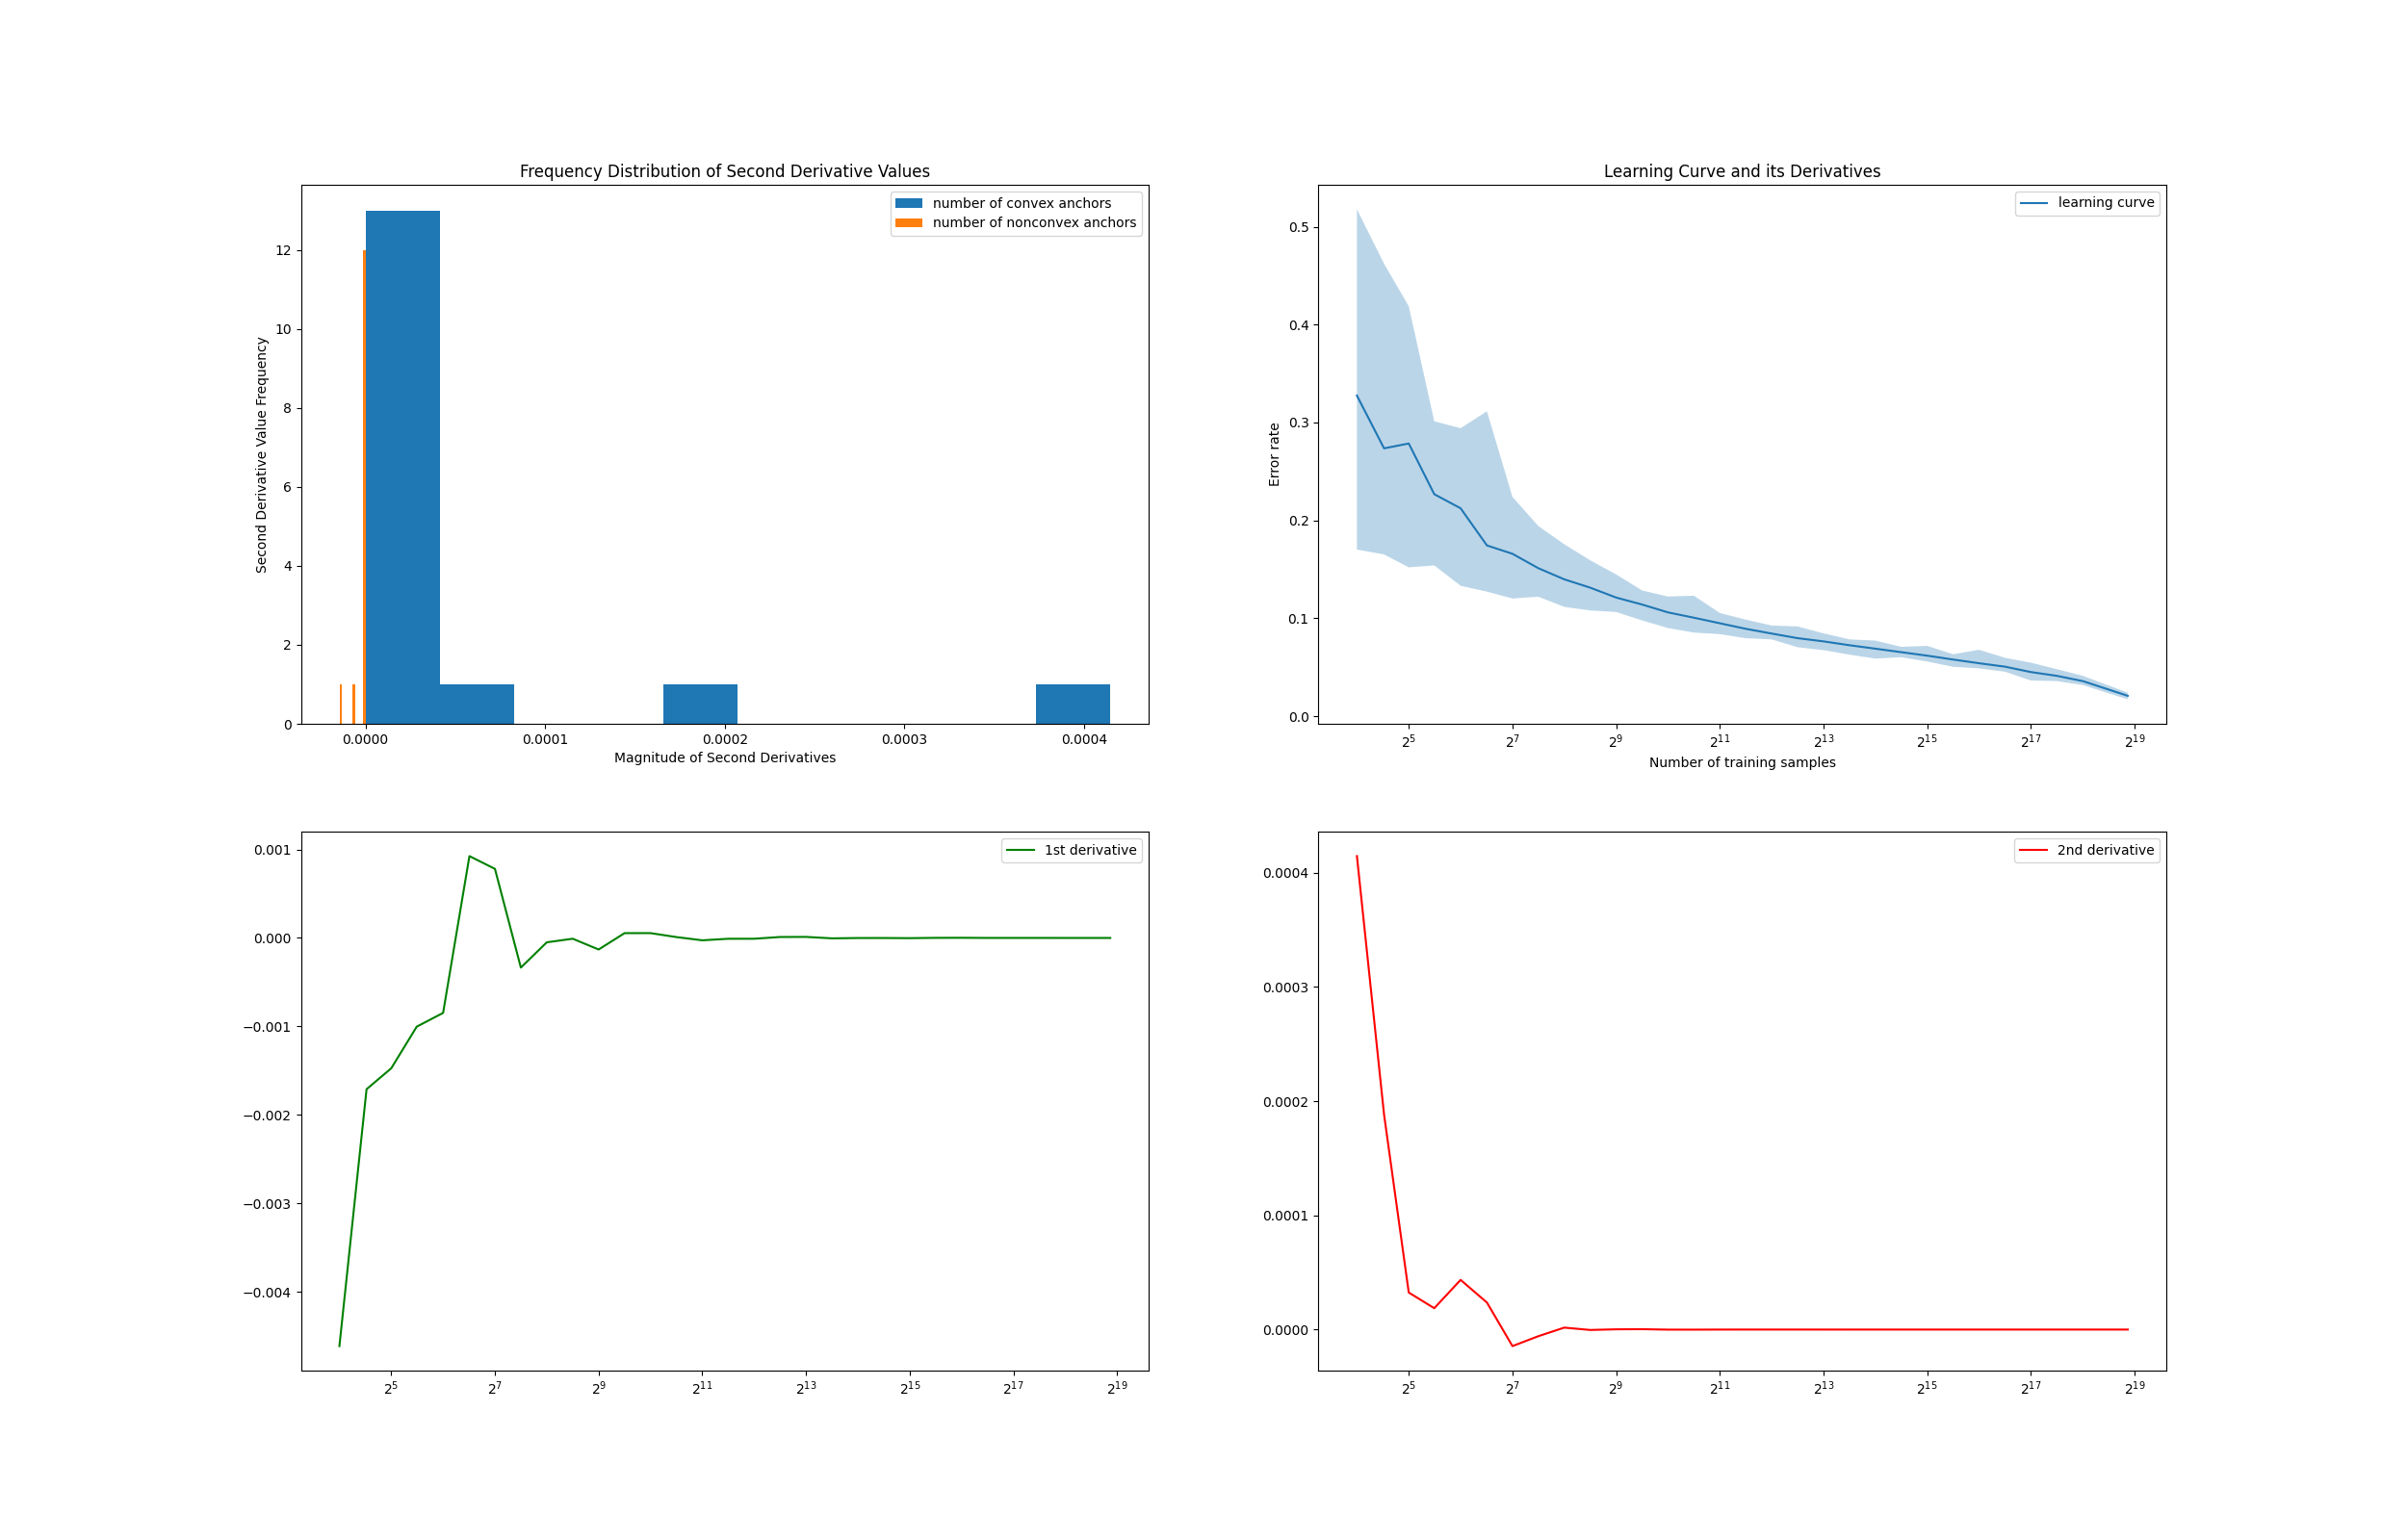 Frequency Distribution of Second Derivative Values
number of convex anchors
number of nonconvex anchors
12
10
8
6
4
2
0
Second Derivative Value Frequency
0.0000 0.0001 0.0002 0.0003 0.0004
Magnitude of Second Derivatives
Learning Curve and its Derivatives
learning curve
0.5
0.4
0.3
0.2
0.1
0.0
Error rate
2^5 2^7 2^9 2^11 2^13 2^15 2^17 2^19
Number of training samples
1st derivative
0.001
0.000
−0.001
−0.002
−0.003
−0.004
2^5 2^7 2^9 2^11 2^13 2^15 2^17 2^19
2nd derivative
0.0004
0.0003
0.0002
0.0001
0.0000
2^5 2^7 2^9 2^11 2^13 2^15 2^17 2^19